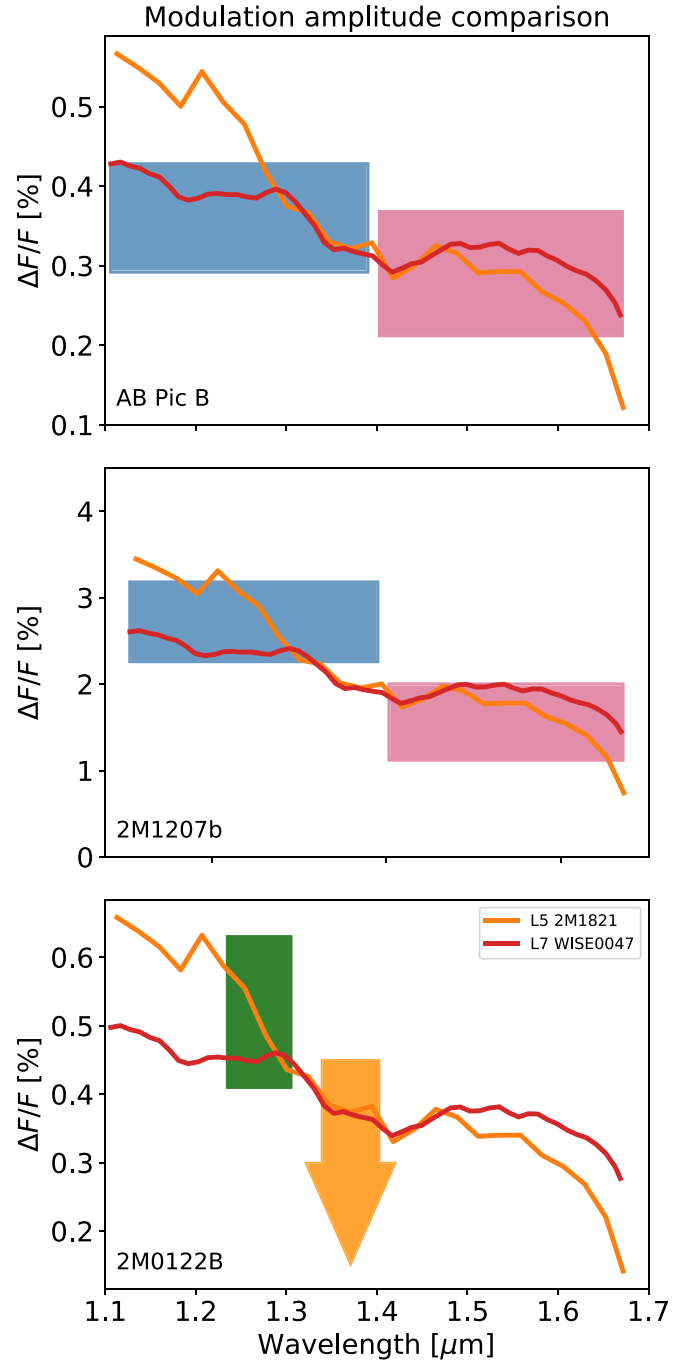 Modulation amplitude comparison
ΔF/F [%]
0.5
0.4
0.3
0.2
0.1
AB Pic B
ΔF/F [%]
4
3
2
1
0
2M1207b
L5 2M1821
L7 WISE0047
ΔF/F [%]
0.6
0.5
0.4
0.3
0.2
2M0122B
1.1 1.2 1.3 1.4 1.5 1.6 1.7
Wavelength [μm]